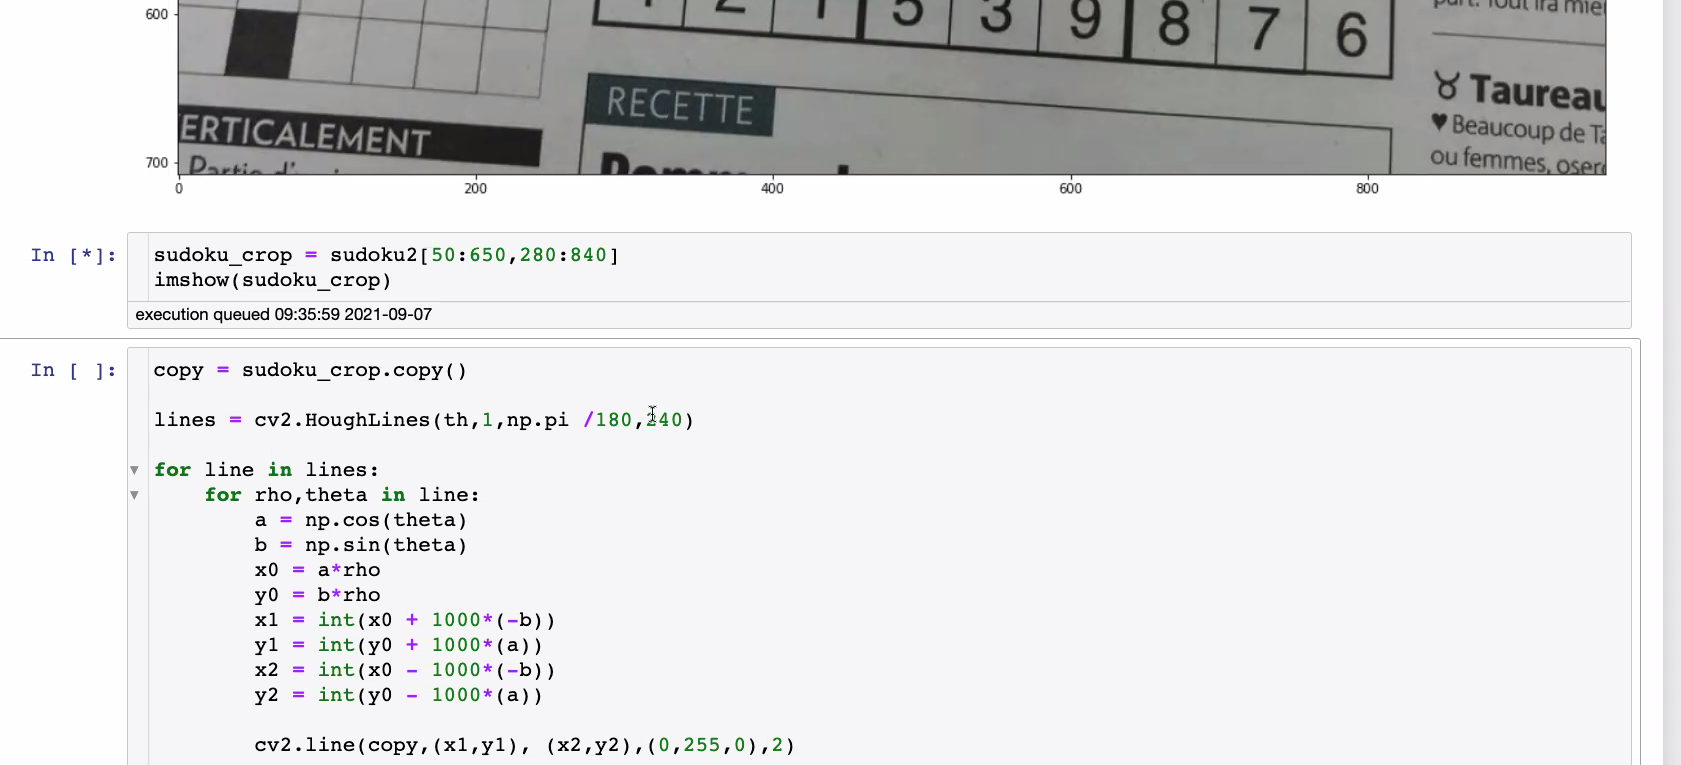 600
1 2 1 5 3 9 8 7 6
RECETTE
ERTICALEMENT
♉ Taureau
♥ Beaucoup de Ta
ou femmes, osere
700
0 200 400 600 800
In [*]:
sudoku_crop = sudoku2[50:650,280:840]
imshow(sudoku_crop)
execution queued 09:35:59 2021-09-07
In [ ]:
copy = sudoku_crop.copy()
lines = cv2.HoughLines(th,1,np.pi /180,240)
for line in lines:
for rho,theta in line:
a = np.cos(theta)
b = np.sin(theta)
x0 = a*rho
y0 = b*rho
x1 = int(x0 + 1000*(-b))
y1 = int(y0 + 1000*(a))
x2 = int(x0 - 1000*(-b))
y2 = int(y0 - 1000*(a))
cv2.line(copy,(x1,y1), (x2,y2),(0,255,0),2)